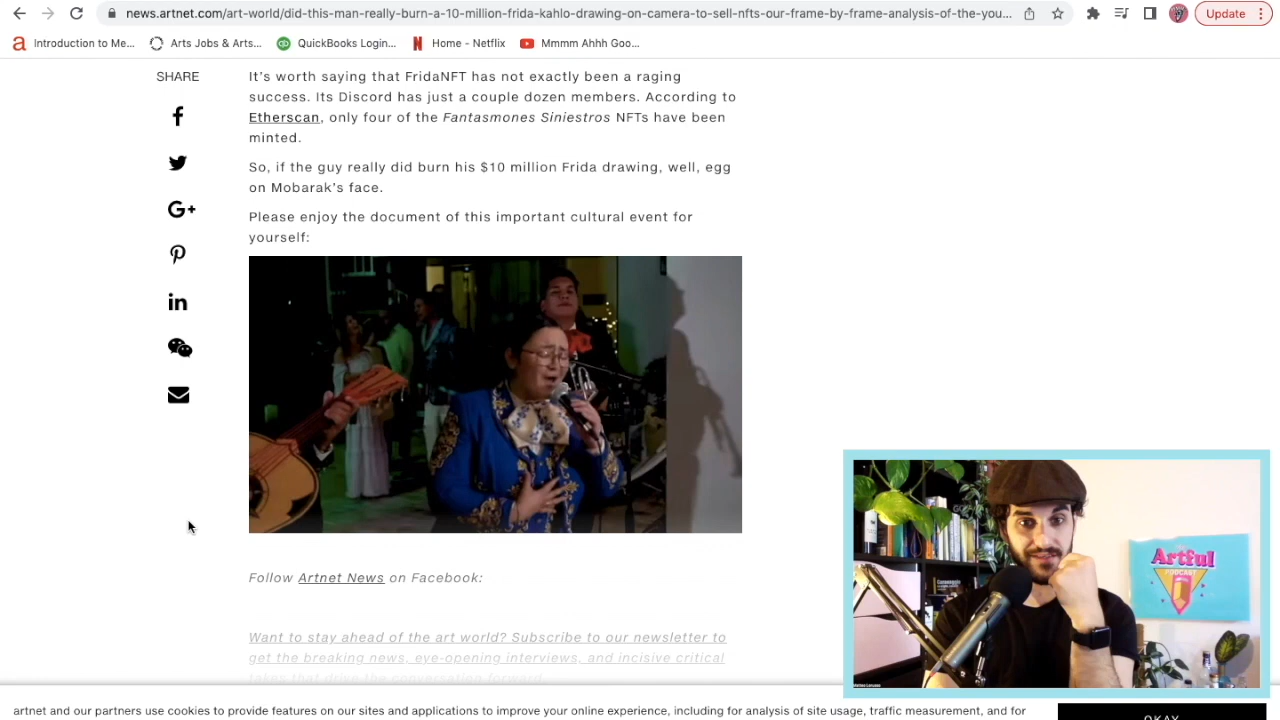 news.artnet.com/art-world/did-this-man-really-burn-a-10-million-frida-kahlo-drawing-on-camera-to-sell-nfts-our-frame-by-frame-analysis-of-the-you...
Update
Introduction to Me...
Arts Jobs & Arts...
QuickBooks Login...
Home - Netflix
Mmmm Ahhh Goo...
SHARE
It's worth saying that FridaNFT has not exactly been a raging
success. Its Discord has just a couple dozen members. According to
Etherscan, only four of the Fantasmones Siniestros NFTs have been
minted.
So, if the guy really did burn his $10 million Frida drawing, well, egg
on Mobarak's face.
Please enjoy the document of this important cultural event for
yourself:
Follow Artnet News on Facebook:
Want to stay ahead of the art world? Subscribe to our newsletter to
get the breaking news, eye-opening interviews, and incisive critical
takes that drive the conversation forward.
Artful
PODCAST
artnet and our partners use cookies to provide features on our sites and applications to improve your online experience, including for analysis of site usage, traffic measurement, and for
OKAY